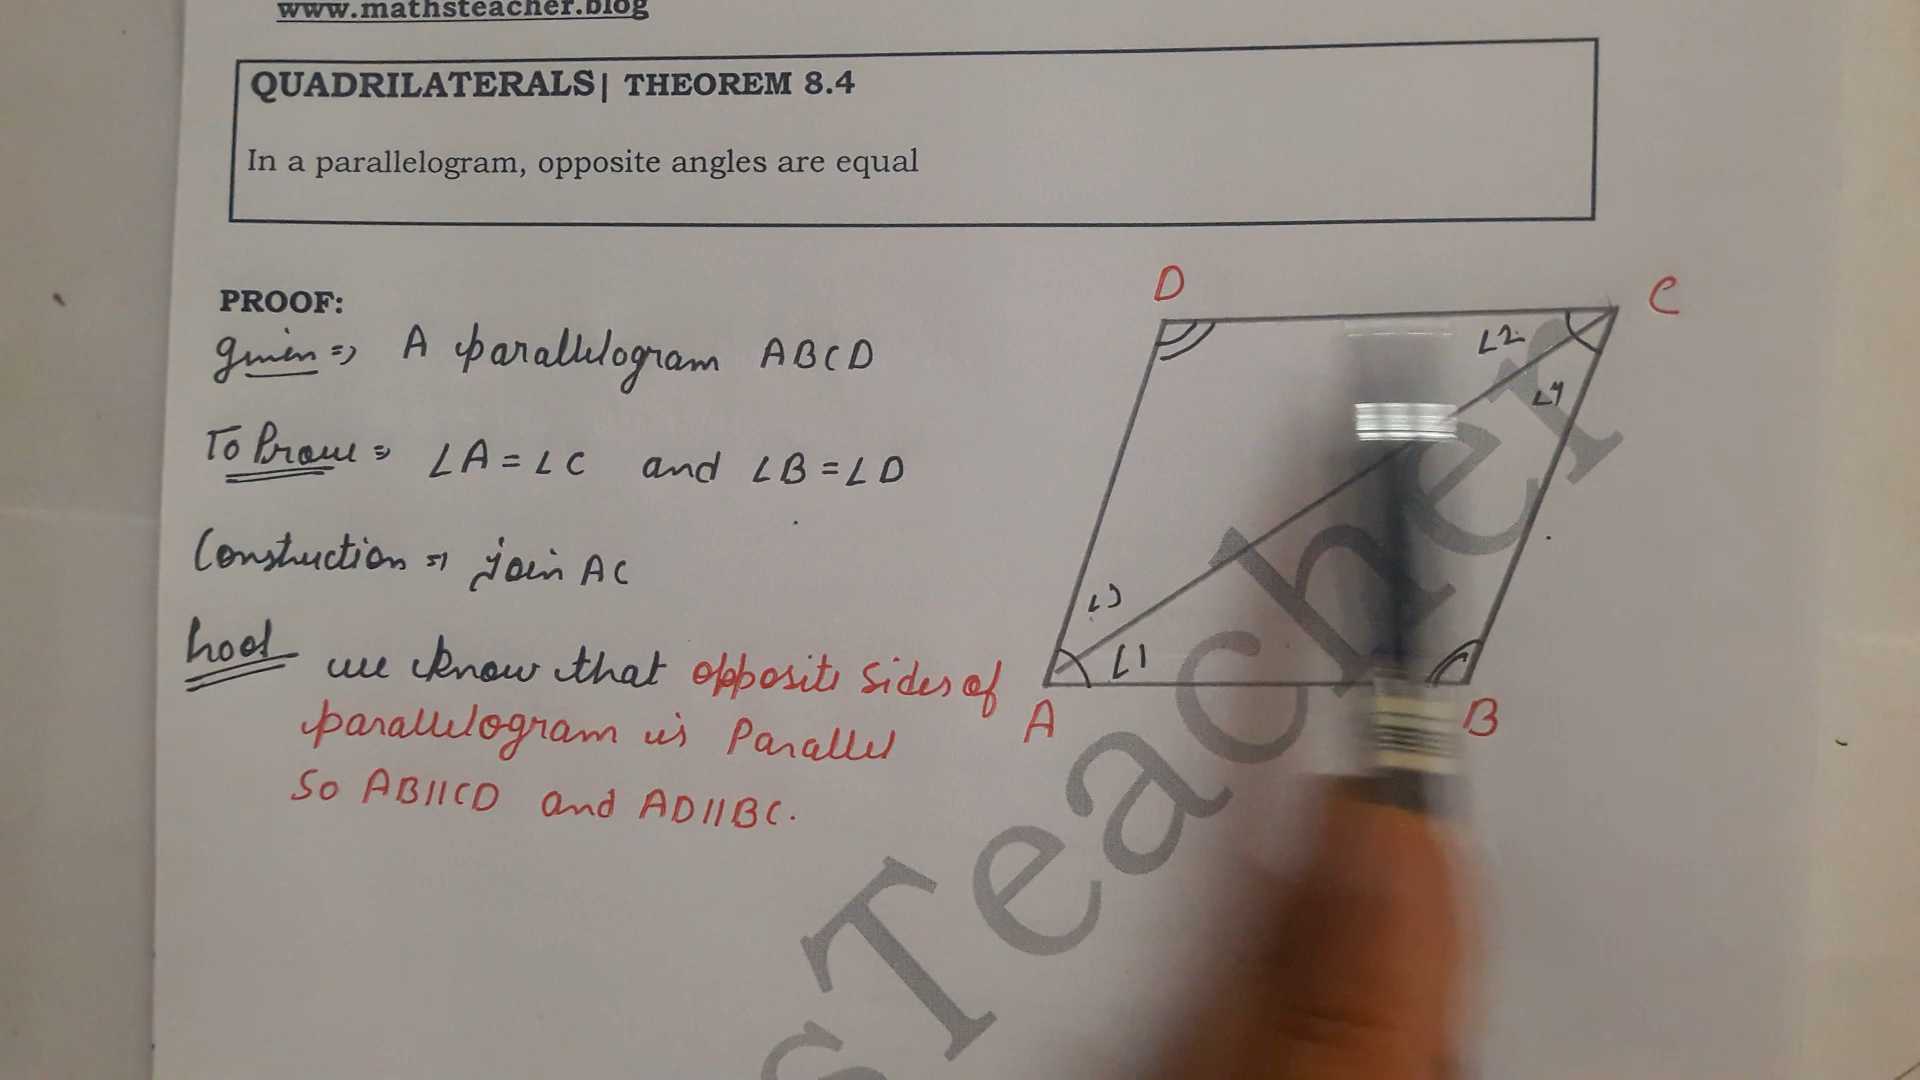 www.mathsteacher.blog
QUADRILATERALS| THEOREM 8.4
In a parallelogram, opposite angles are equal
PROOF:
given => A parallelogram ABCD
To Prove => ∠A = ∠C and ∠B = ∠D
Construction => join AC
Proof we know that opposite sides of
parallelogram is Parallel
So AB||CD and AD||BC.
D
C
∠2
∠4
∠3
∠1
A
B
Teacher